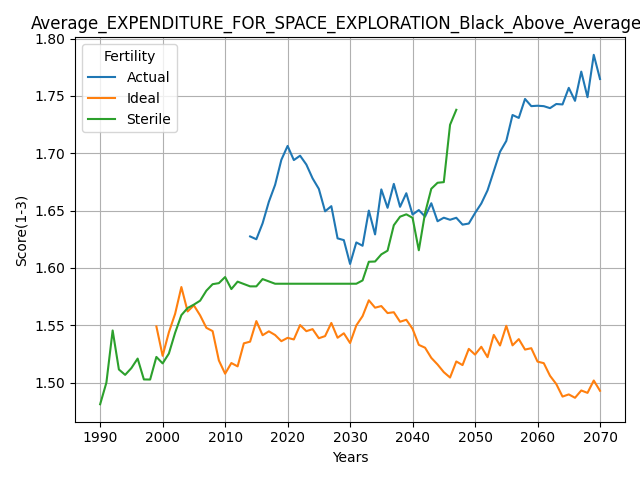 Average_EXPENDITURE_FOR_SPACE_EXPLORATION_Black_Above_Average
Fertility
Actual
Ideal
Sterile
Score(1-3)
1.80
1.75
1.70
1.65
1.60
1.55
1.50
1990 2000 2010 2020 2030 2040 2050 2060 2070
Years